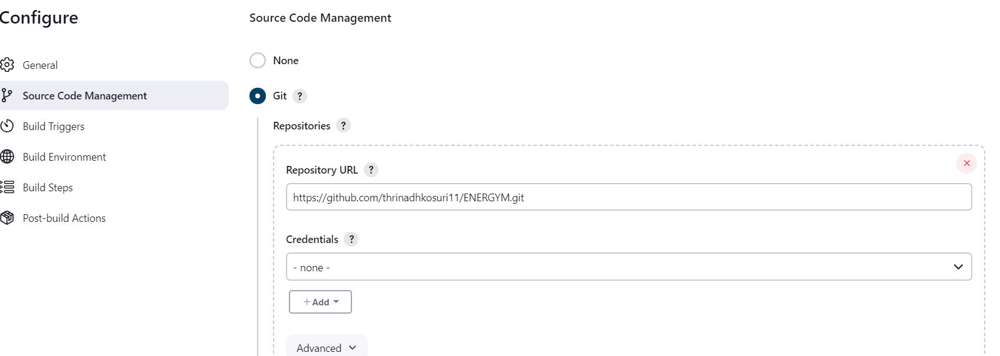 Configure
General
Source Code Management
Build Triggers
Build Environment
Build Steps
Post-build Actions
Source Code Management
None
Git ?
Repositories ?
Repository URL ?
https://github.com/thrinadhkosuri11/ENERGYM.git
Credentials ?
- none -
+ Add
Advanced